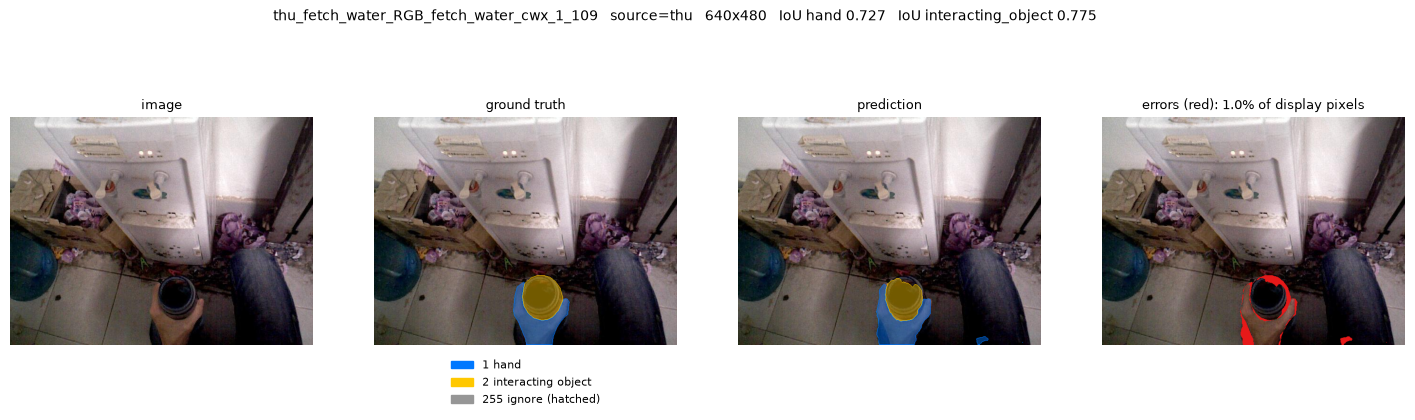 thu_fetch_water_RGB_fetch_water_cwx_1_109   source=thu   640x480   IoU hand 0.727   IoU interacting_object 0.775
image
ground truth
prediction
errors (red): 1.0% of display pixels
1 hand
2 interacting object
255 ignore (hatched)